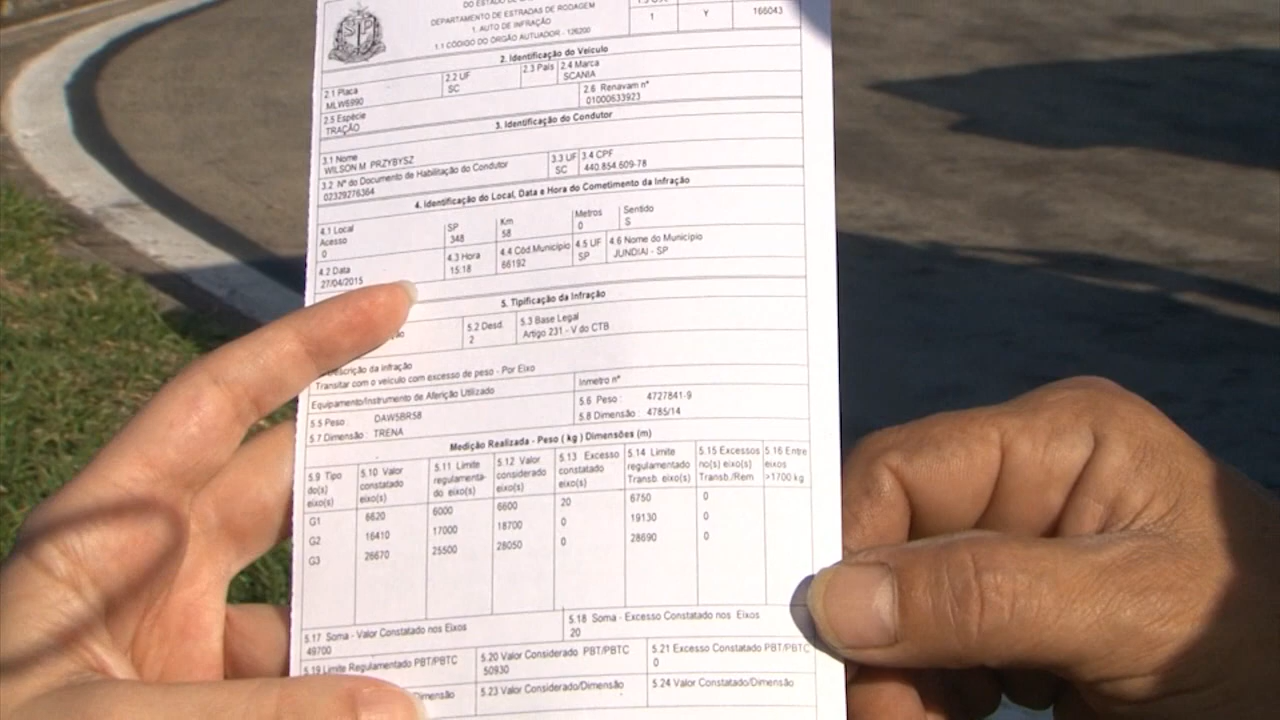 DEPARTAMENTO DE ESTRADAS DE RODAGEM
1. AUTO DE INFRAÇÃO
1.1 CÓDIGO DO ÓRGÃO AUTUADOR - 126200
1 Y 166043
2. Identificação do Veículo
2.1 Placa 2.2 UF 2.3 País 2.4 Marca
MLW6990 SC SCANIA
2.5 Espécie 2.6 Renavam nº
TRAÇÃO 01000633923
3. Identificação do Condutor
3.1 Nome 3.3 UF 3.4 CPF
WILSON M PRZYBYSZ SC 440.854.609-78
3.2 Nº do Documento de Habilitação do Condutor
02329276364
4. Identificação do Local, Data e Hora do Cometimento da Infração
4.1 Local SP Km Metros Sentido
Acesso 348 58 0 S
0
4.2 Data 4.3 Hora 4.4 Cód.Município 4.5 UF 4.6 Nome do Município
27/04/2015 15:18 66192 SP JUNDIAI - SP
5. Tipificação da Infração
5.2 Desd. 5.3 Base Legal
2 Artigo 231 - V do CTB
Descrição da infração
Transitar com o veículo com excesso de peso - Por Eixo
Equipamento/Instrumento de Aferição Utilizado Inmetro nº
5.5 Peso : DAW5BR58 5.6 Peso : 4727841-9
5.7 Dimensão : TRENA 5.8 Dimensão : 4785/14
Medição Realizada - Peso ( kg ) Dimensões (m)
5.9 Tipo 5.10 Valor 5.11 Limite 5.12 Valor 5.13 Excesso 5.14 Limite 5.15 Excessos 5.16 Entre
do(s) constatado regulamenta- considerado constatado regulamentado no(s) eixo(s) eixos
eixo(s) eixo(s) do eixo(s) eixo(s) eixo(s) Transb. eixo(s) Transb./Rem >1700 kg
G1 6620 6000 6600 20 6750 0
G2 16410 17000 18700 0 19130 0
G3 26670 25500 28050 0 28690 0
5.17 Soma - Valor Constatado nos Eixos 5.18 Soma - Excesso Constatado nos Eixos
49700 20
5.19 Limite Regulamentado PBT/PBTC 5.20 Valor Considerado PBT/PBTC 5.21 Excesso Constatado PBT/PBTC
50930 0
5.23 Valor Considerado/Dimensão 5.24 Valor Constatado/Dimensão